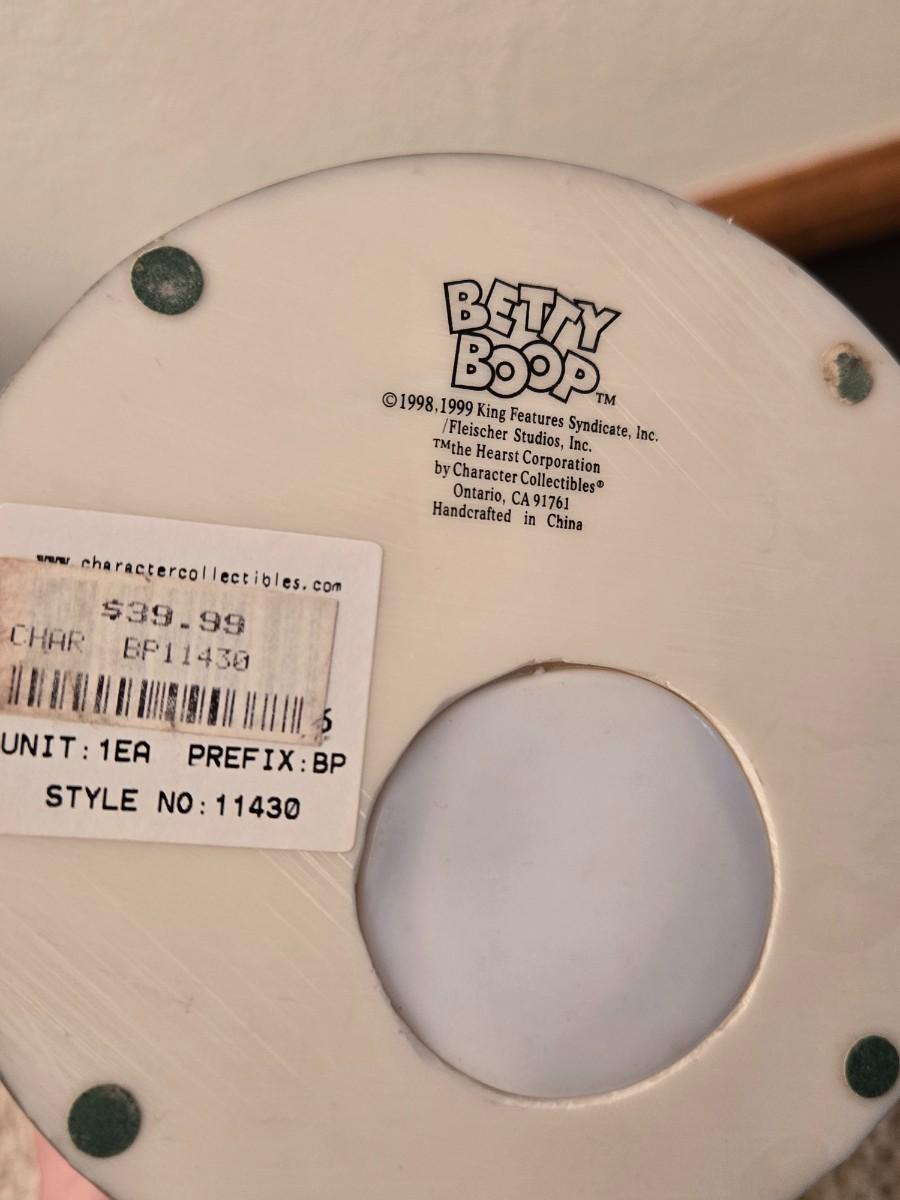 BETTY
BOOP™
©1998,1999 King Features Syndicate, Inc.
/Fleischer Studios, Inc.
™the Hearst Corporation
by Character Collectibles®
Ontario, CA 91761
Handcrafted in China
www.charactercollectibles.com
$39.99
CHAR BP11430
6
UNIT:1EA PREFIX:BP
STYLE NO:11430